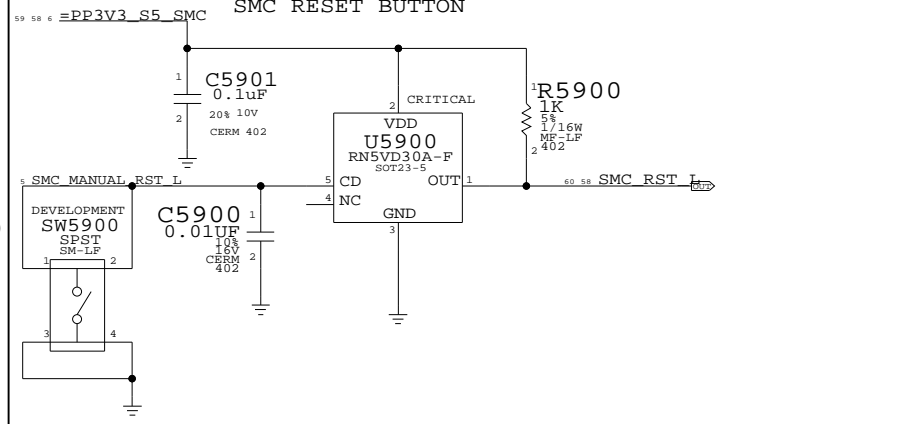 SMC RESET BUTTON
59 58 6 =PP3V3_S5_SMC
1
C5901
0.1uF
20% 10V
2
CERM 402
2 CRITICAL
VDD
U5900
RN5VD30A-F
SOT23-5
1
R5900
1K
5%
1/16W
MF-LF
402
2
5 SMC_MANUAL_RST_L
5 CD
OUT 1
4 NC
GND
3
60 58 SMC_RST_L
OUT
C5900
1
0.01UF
10%
16V
CERM
402
2
DEVELOPMENT
SW5900
SPST
SM-LF
1 2
3 4